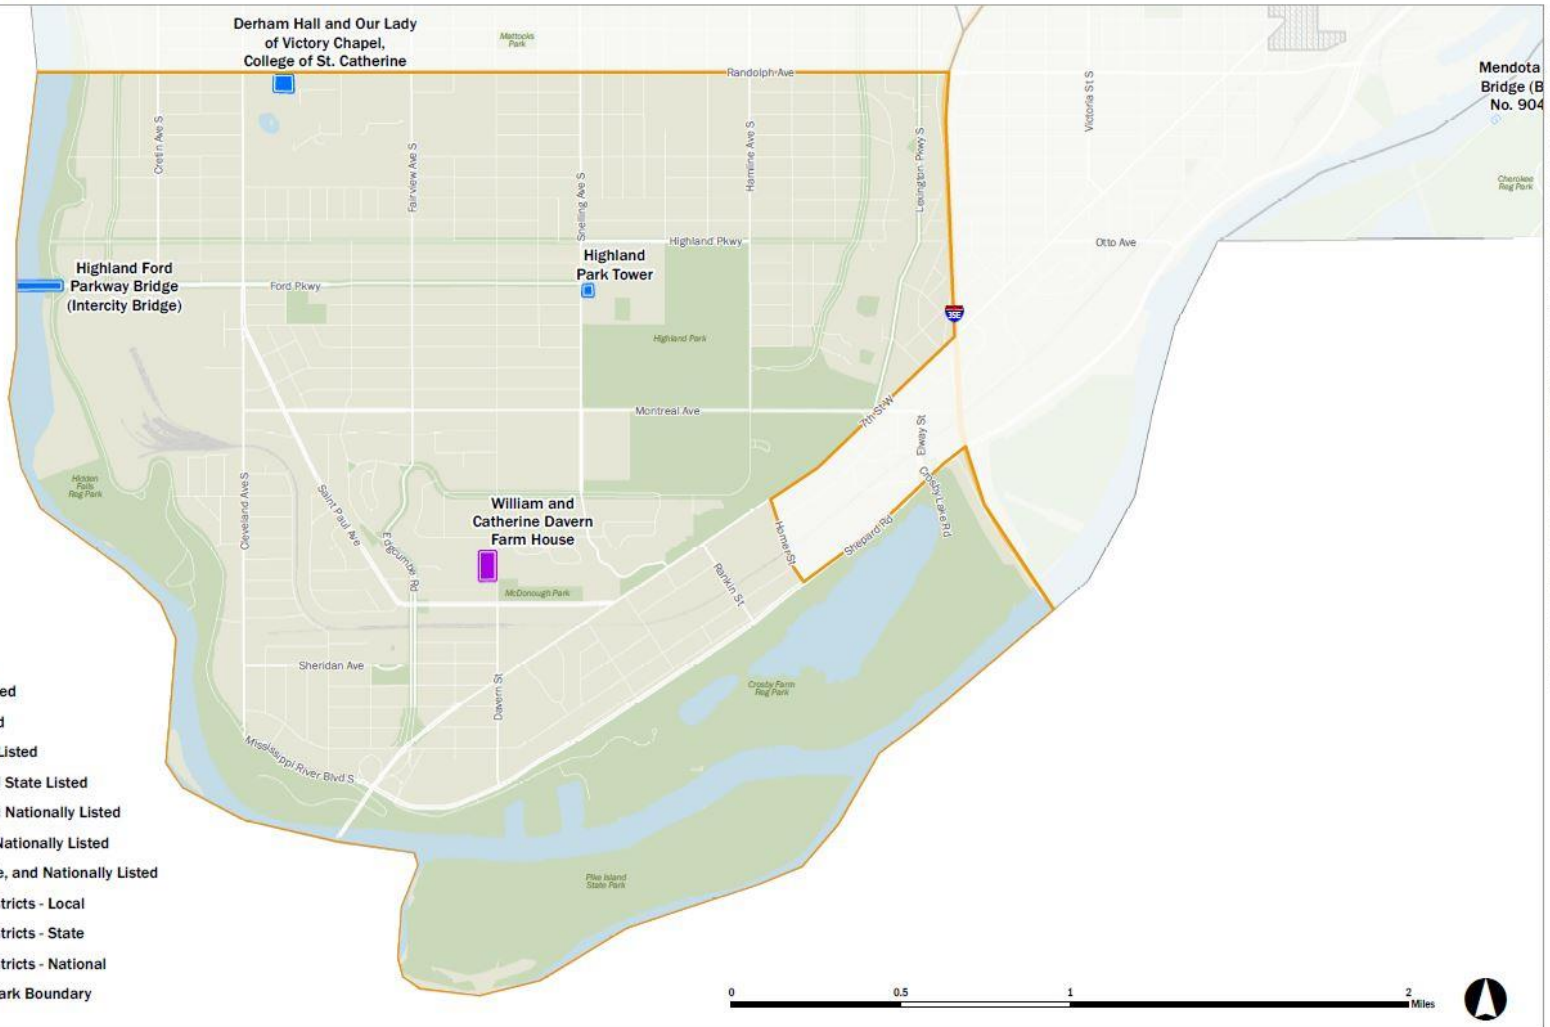 Derham Hall and Our Lady
of Victory Chapel,
College of St. Catherine
Mattocks
Park
Randolph Ave
Mendota
Bridge (B
No. 904
Victoria St S
Cretin Ave S
Fairview Ave S
Snelling Ave S
Hamline Ave S
Lexington Pkwy S
Cherokee
Reg Park
Highland Pkwy
Otto Ave
Highland Ford
Parkway Bridge
(Intercity Bridge)
Ford Pkwy
Highland
Park Tower
35E
Highland Park
Montreal Ave
7th St W
Elway St
Hidden
Falls
Reg Park
Cleveland Ave S
Saint Paul Ave
Edgcumbe Rd
William and
Catherine Davern
Farm House
McDonough Park
Homer St
Rankin St
Shepard Rd
Crosby Lake Rd
Sheridan Ave
Davern St
Crosby Farm
Reg Park
Mississippi River Blvd S
Pike Island
State Park
ed
d
Listed
State Listed
Nationally Listed
Nationally Listed
e, and Nationally Listed
tricts - Local
tricts - State
tricts - National
ark Boundary
0 0.5 1 2
Miles